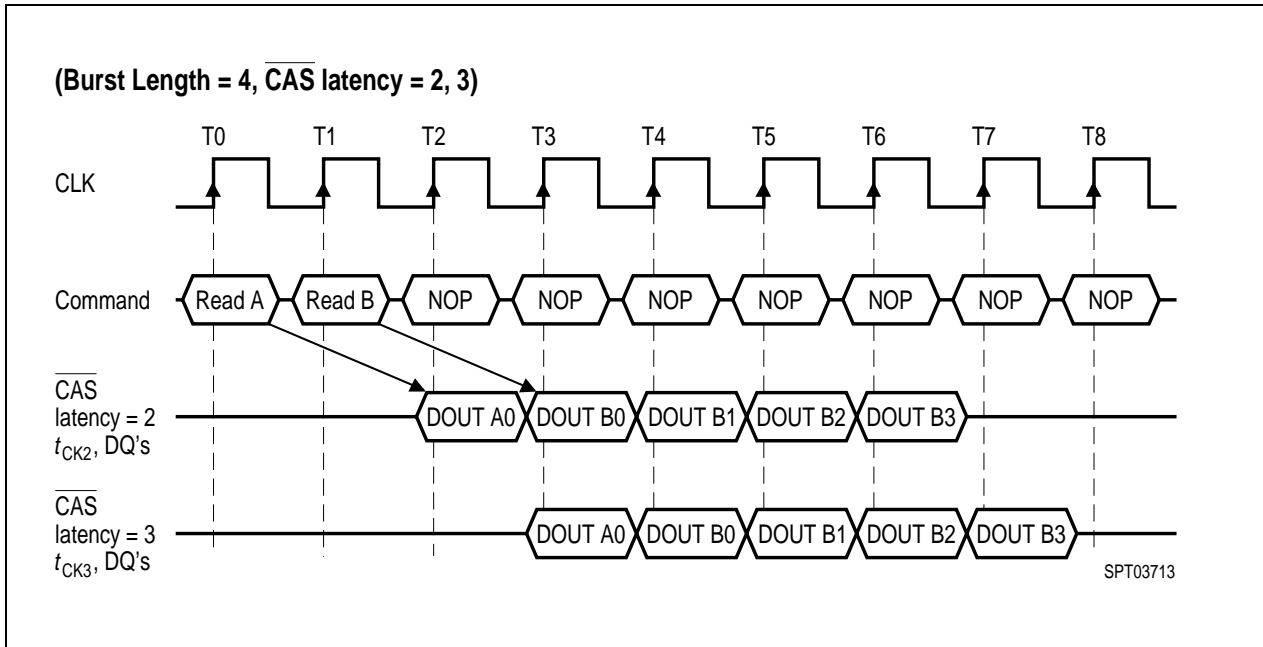 (Burst Length = 4, CAS latency = 2, 3)
T0 T1 T2 T3 T4 T5 T6 T7 T8
CLK
Command Read A Read B NOP NOP NOP NOP NOP NOP NOP
CAS
latency = 2
tCK2, DQ's
DOUT A0 DOUT B0 DOUT B1 DOUT B2 DOUT B3
CAS
latency = 3
tCK3, DQ's
DOUT A0 DOUT B0 DOUT B1 DOUT B2 DOUT B3
SPT03713